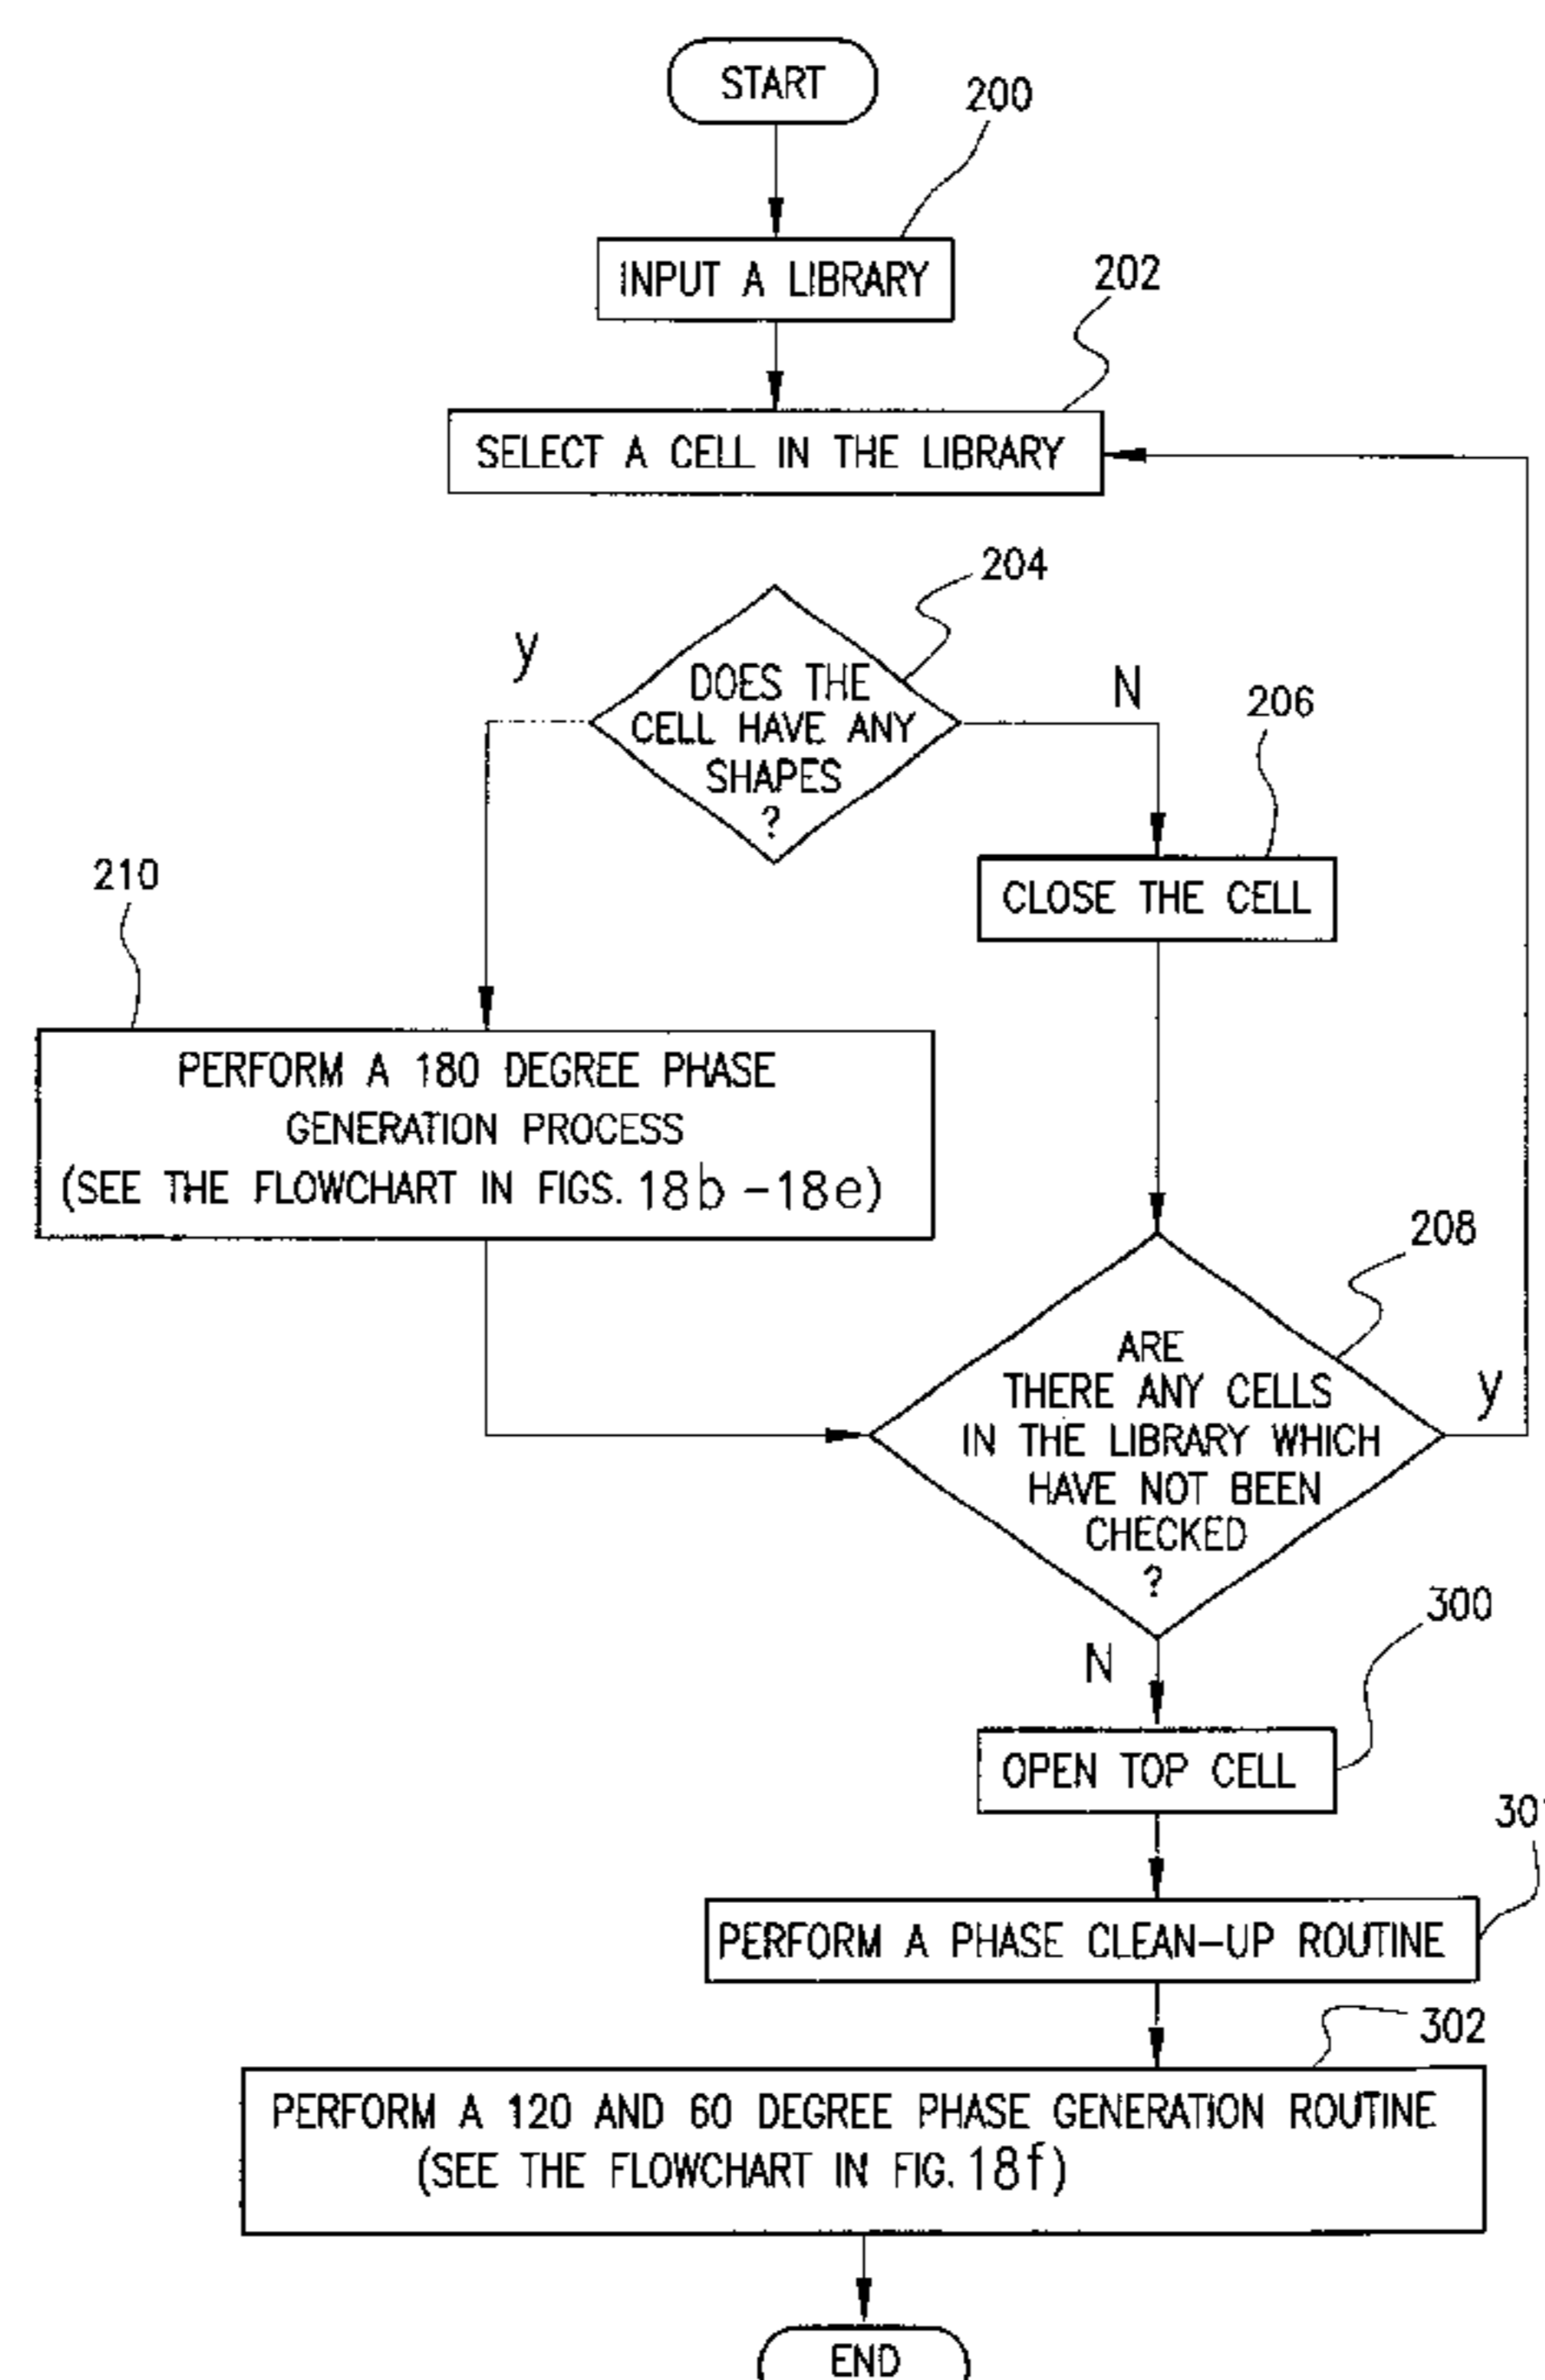 START
200
INPUT A LIBRARY
202
SELECT A CELL IN THE LIBRARY
204
y
DOES THE
CELL HAVE ANY
SHAPES
?
N
206
CLOSE THE CELL
210
PERFORM A 180 DEGREE PHASE
GENERATION PROCESS
(SEE THE FLOWCHART IN FIGS. 18b -18e)
208
ARE
THERE ANY CELLS
IN THE LIBRARY WHICH
HAVE NOT BEEN
CHECKED
?
y
N
300
OPEN TOP CELL
301
PERFORM A PHASE CLEAN-UP ROUTINE
302
PERFORM A 120 AND 60 DEGREE PHASE GENERATION ROUTINE
(SEE THE FLOWCHART IN FIG. 18f)
END